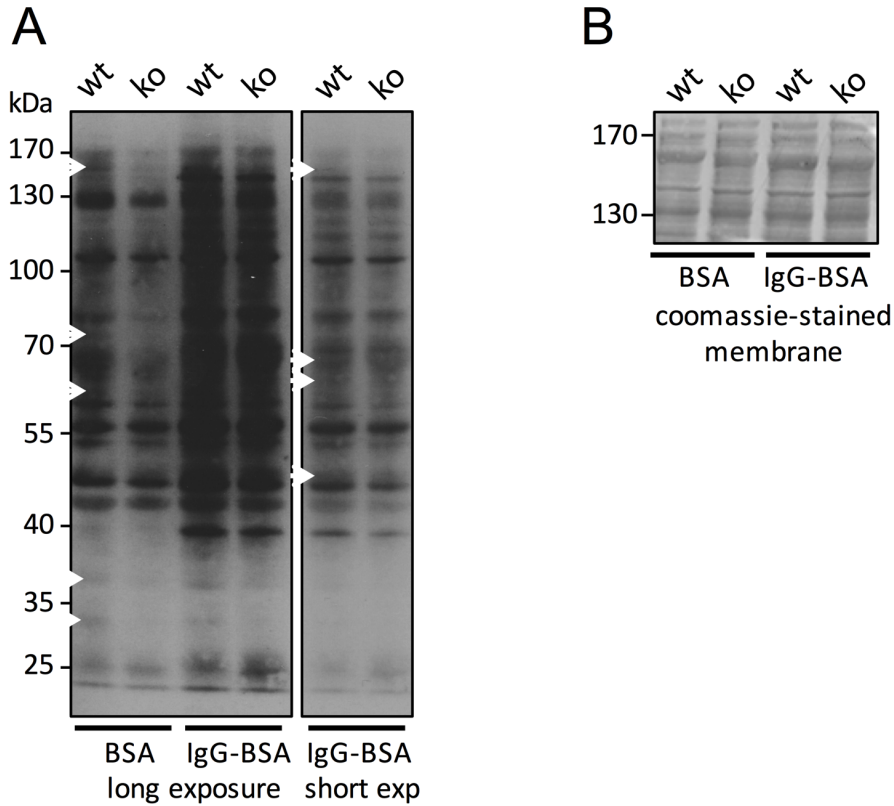 A
B
wt ko wt ko wt ko
wt ko wt ko
kDa
170
130
100
70
55
40
35
25
170
130
BSA IgG-BSA
coomassie-stained
membrane
BSA IgG-BSA IgG-BSA
long exposure short exp